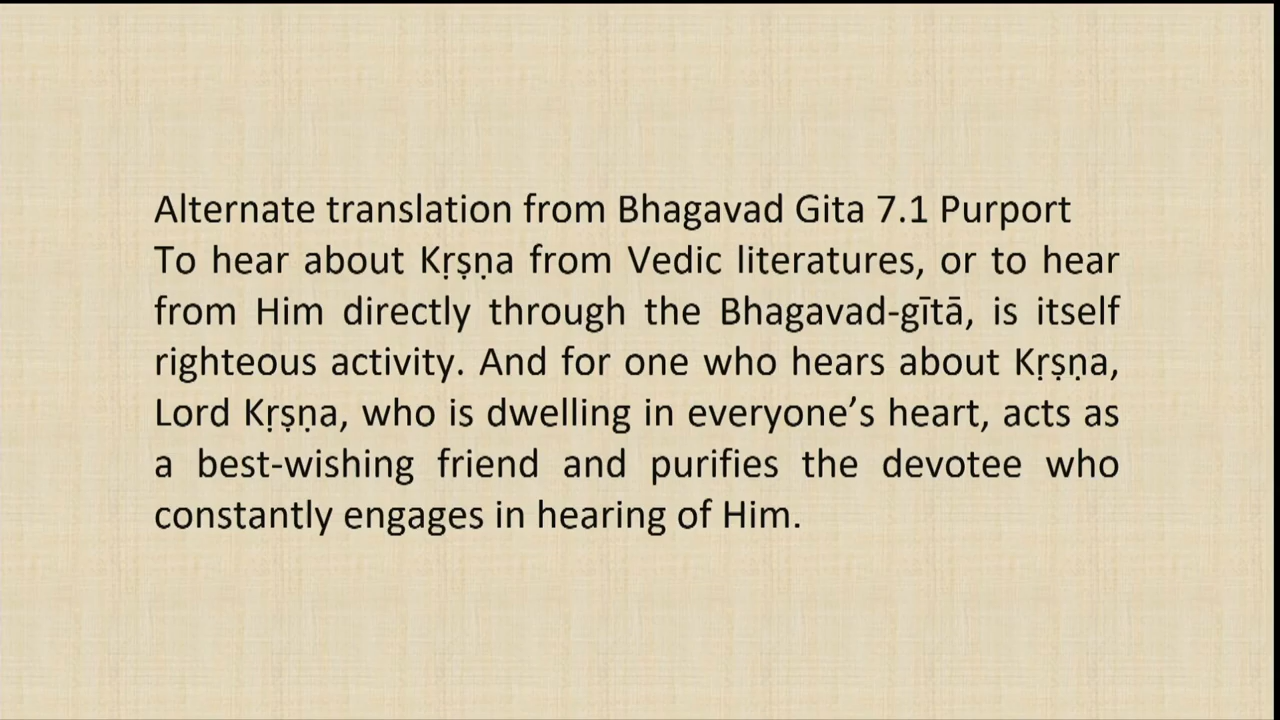 Alternate translation from Bhagavad Gita 7.1 Purport
To hear about Kṛṣṇa from Vedic literatures, or to hear
from Him directly through the Bhagavad-gītā, is itself
righteous activity. And for one who hears about Kṛṣṇa,
Lord Kṛṣṇa, who is dwelling in everyone’s heart, acts as
a best-wishing friend and purifies the devotee who
constantly engages in hearing of Him.